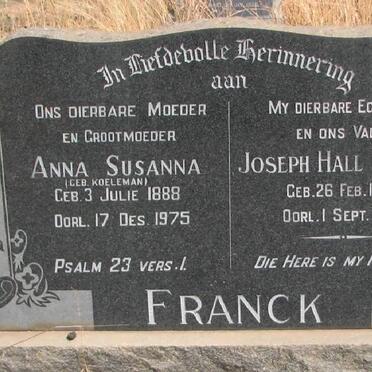 In Liefdevolle Herinnering
aan
Ons dierbare Moeder
en Grootmoeder
Anna Susanna
(geb. Koeleman)
Geb. 3 Julie 1888
Oorl. 17 Des. 1975
Psalm 23 vers.1.
My dierbare
en ons
Joseph Hall
Geb. 26 Feb.
Oorl. 1 Sept.
Die Here is my
Franck